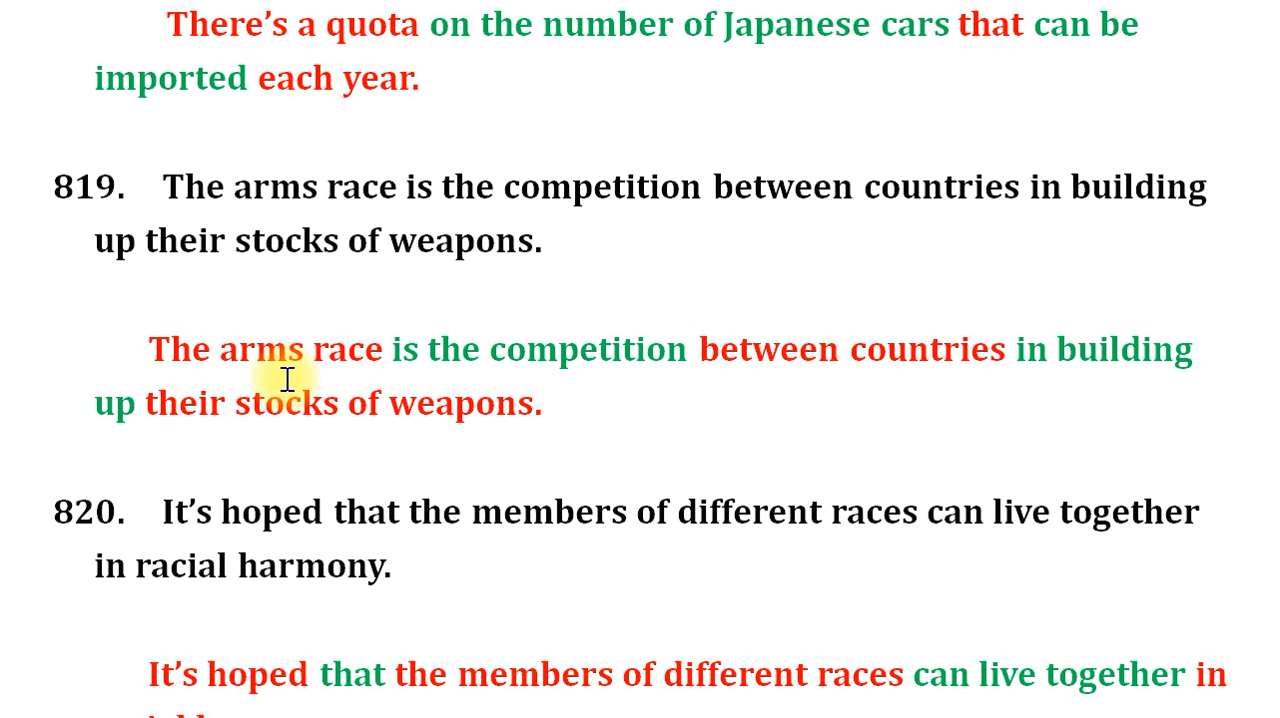 There’s a quota on the number of Japanese cars that can be
imported each year.
819. The arms race is the competition between countries in building
up their stocks of weapons.
The arms race is the competition between countries in building
up their stocks of weapons.
820. It’s hoped that the members of different races can live together
in racial harmony.
It’s hoped that the members of different races can live together in